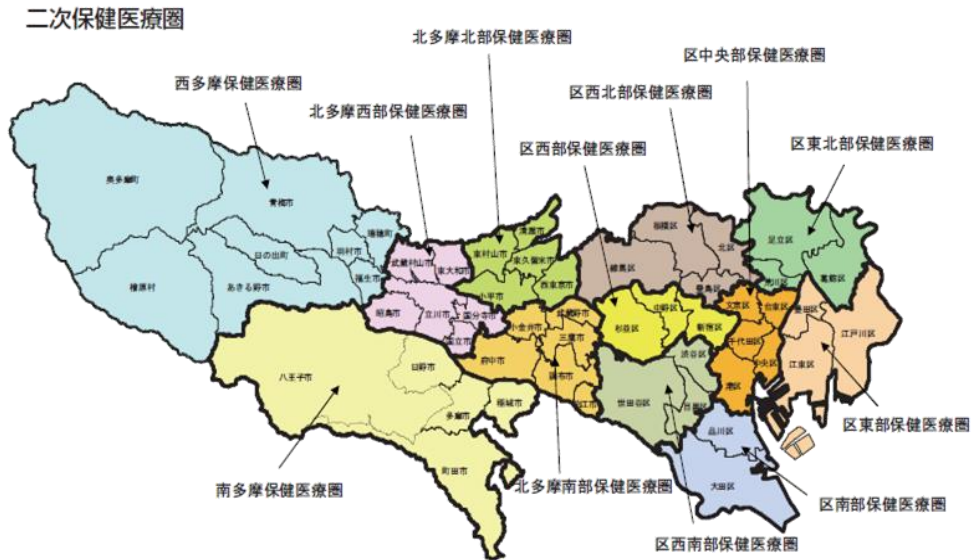 二次保健医療圏
北多摩北部保健医療圏
区中央部保健医療圏
西多摩保健医療圏
区西北部保健医療圏
北多摩西部保健医療圏
区西部保健医療圏
区東北部保健医療圏
奥多摩町
青梅市
瑞穂町
羽村市
日の出町
福生市
檜原村
あきる野市
武蔵村山市
東大和市
昭島市
立川市
国分寺市
国立市
東村山市
清瀬市
東久留米市
小平市
西東京市
小金井市
武蔵野市
三鷹市
府中市
調布市
狛江市
八王子市
日野市
多摩市
稲城市
町田市
板橋区
北区
練馬区
豊島区
杉並区
中野区
新宿区
足立区
荒川区
葛飾区
文京区
台東区
千代田区
中央区
港区
墨田区
江戸川区
江東区
渋谷区
世田谷区
目黒区
品川区
大田区
区東部保健医療圏
南多摩保健医療圏
北多摩南部保健医療圏
区南部保健医療圏
区西南部保健医療圏